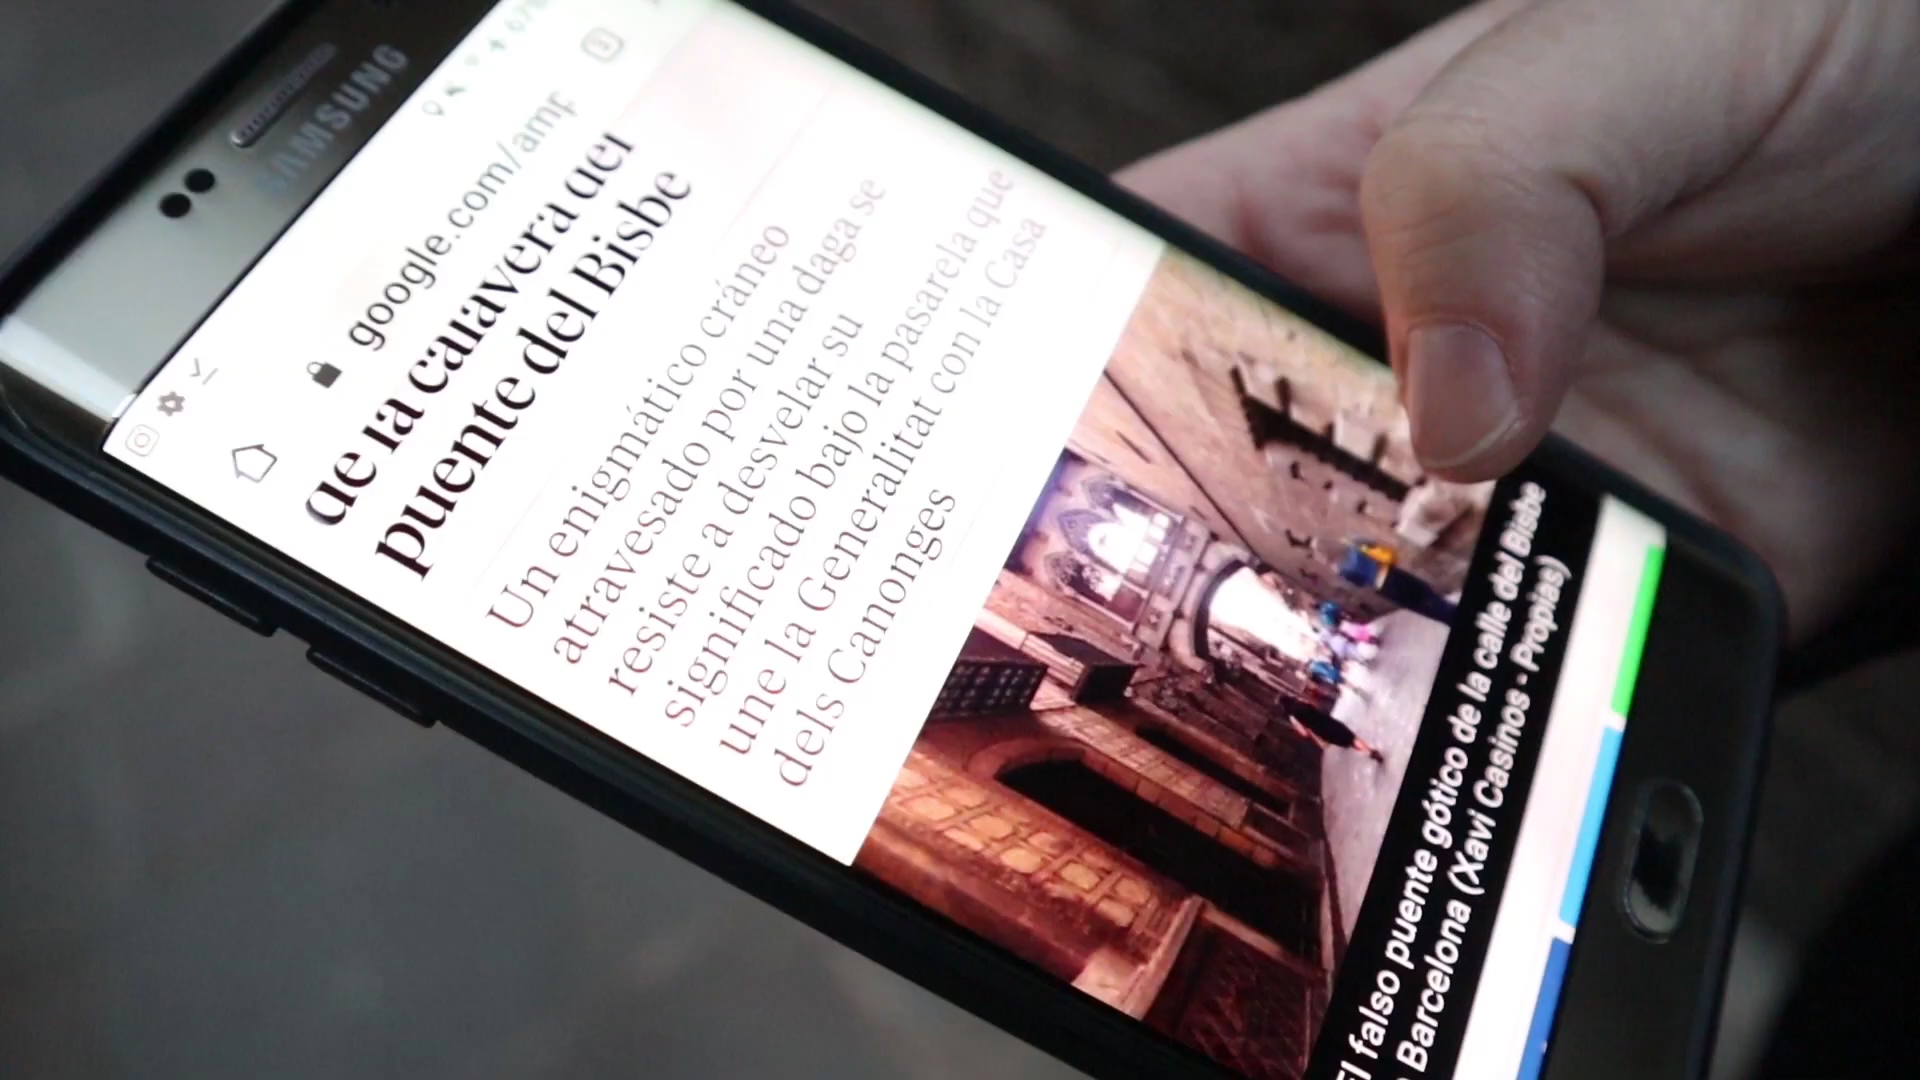 SAMSUNG
67%
3
google.com/amp
de la calavera del
puente del Bisbe
Un enigmático cráneo
atravesado por una daga se
resiste a desvelar su
significado bajo la pasarela que
une la Generalitat con la Casa
dels Canonges
El falso puente gótico de la calle del Bisbe
Barcelona (Xavi Casinos - Propias)